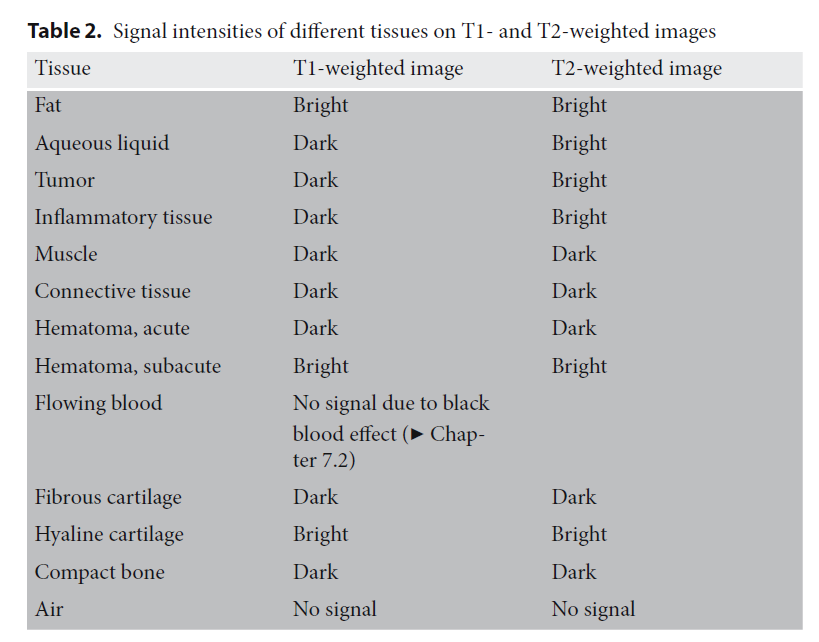 Table 2. Signal intensities of different tissues on T1- and T2-weighted images
Tissue T1-weighted image T2-weighted image
Fat Bright Bright
Aqueous liquid Dark Bright
Tumor Dark Bright
Inflammatory tissue Dark Bright
Muscle Dark Dark
Connective tissue Dark Dark
Hematoma, acute Dark Dark
Hematoma, subacute Bright Bright
Flowing blood No signal due to black
blood effect (► Chap-
ter 7.2)
Fibrous cartilage Dark Dark
Hyaline cartilage Bright Bright
Compact bone Dark Dark
Air No signal No signal